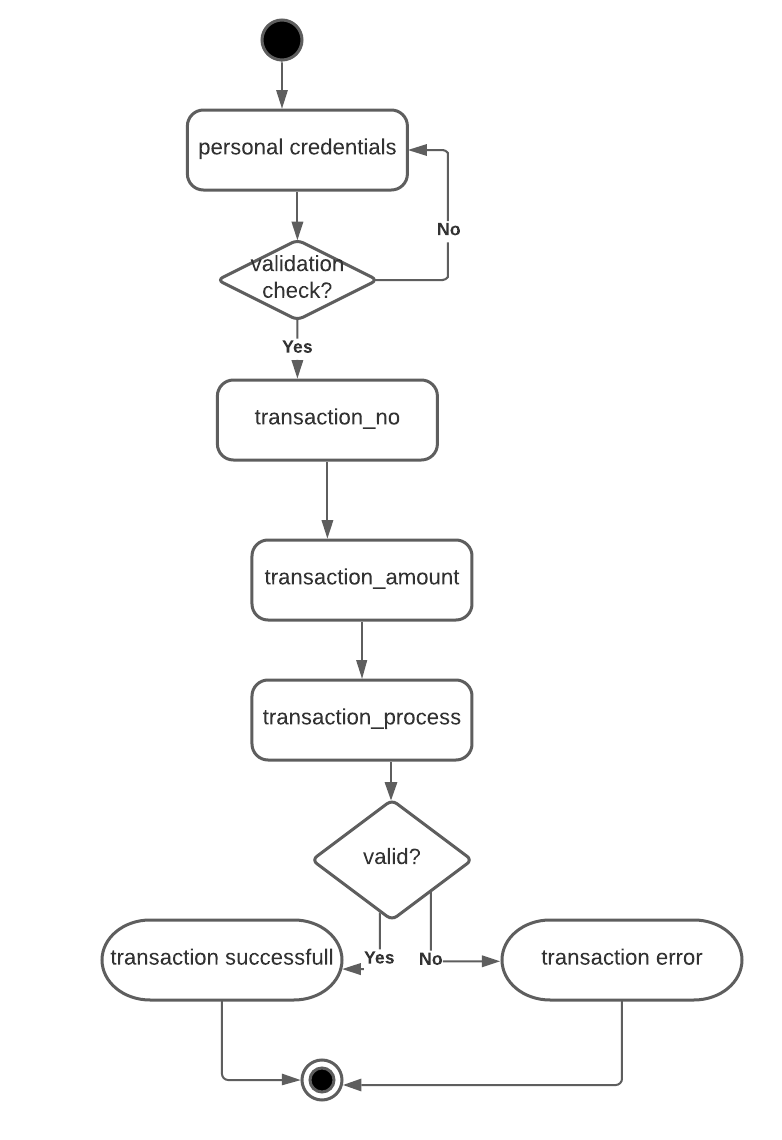 personal credentials
No
validation
check?
Yes
transaction_no
transaction_amount
transaction_process
valid?
transaction successfull
Yes
No
transaction error